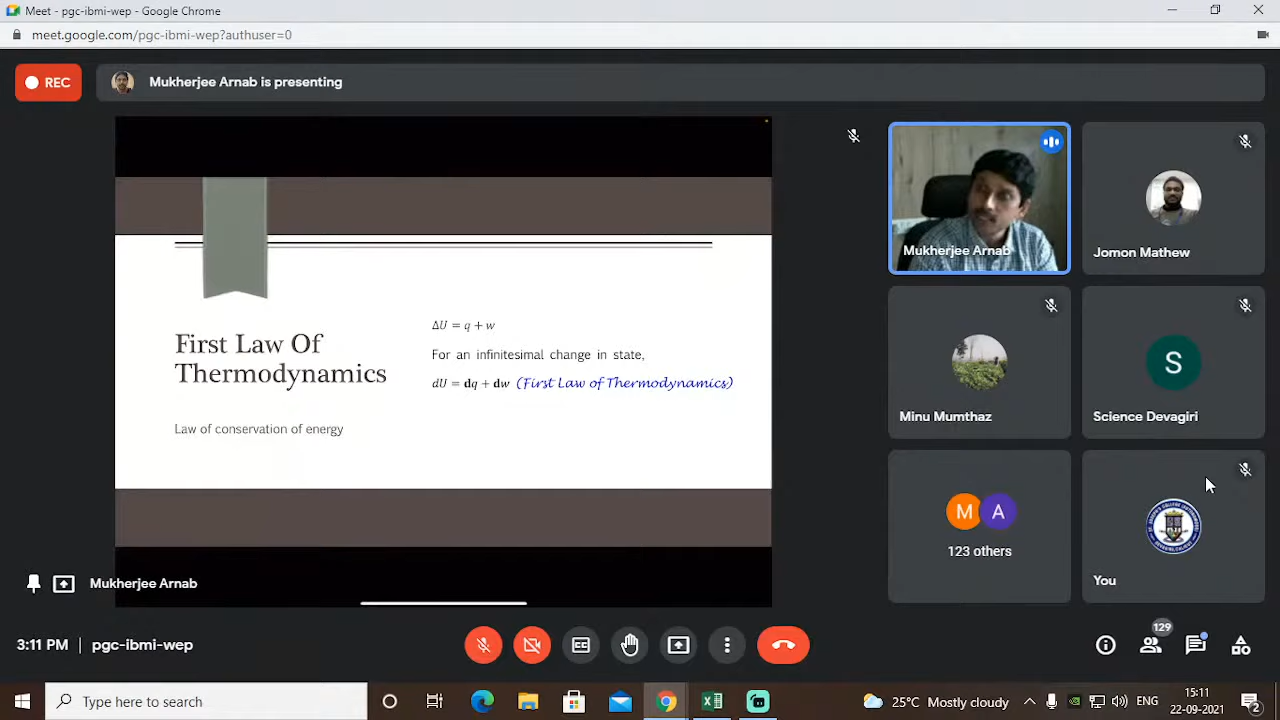 Meet - pgc-ibmi-wep - Google Chrome
meet.google.com/pgc-ibmi-wep?authuser=0
REC
Mukherjee Arnab is presenting
First Law Of
Thermodynamics
Law of conservation of energy
ΔU = q + w
For an infinitesimal change in state,
dU = dq + dw (First Law of Thermodynamics)
Mukherjee Arnab
Mukherjee Arnab
Jomon Mathew
Minu Mumthaz
S
Science Devagiri
M A
123 others
You
3:11 PM | pgc-ibmi-wep
CC
129
Type here to search
25°C Mostly cloudy
ENG
15:11
22-09-2021
2